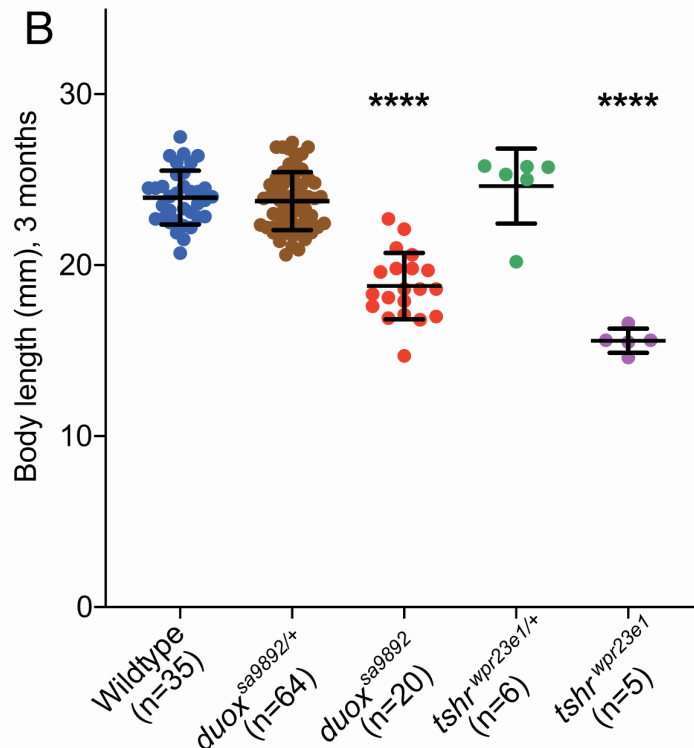 B
Body length (mm), 3 months
30
20
10
0
**** ****
Wildtype
(n=35)
duox sa9892/+
(n=64)
duox sa9892
(n=20)
tshr wpr23e1/+
(n=6)
tshr wpr23e1
(n=5)